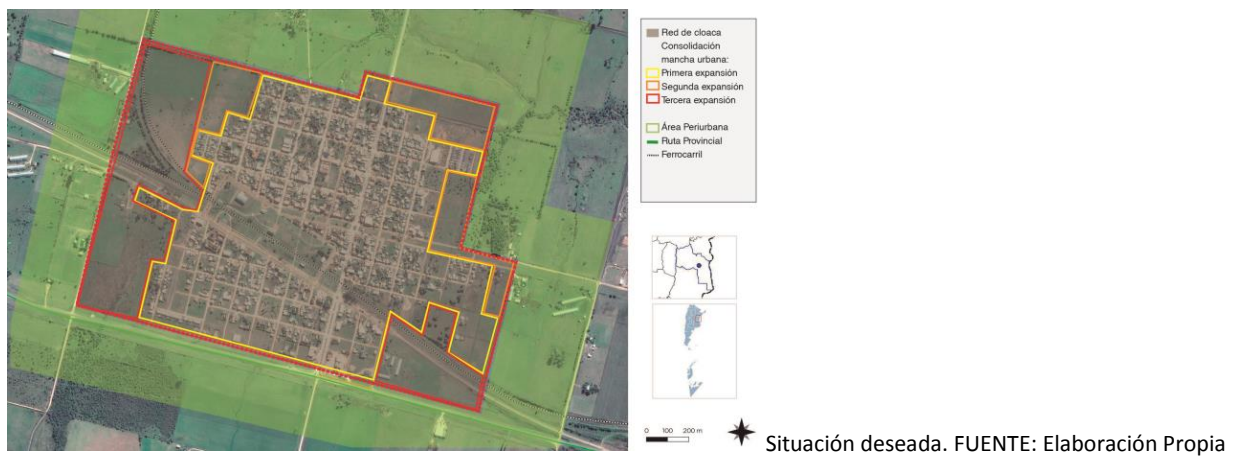 Red de cloaca
Consolidación
mancha urbana:
Primera expansión
Segunda expansión
Tercera expansión
Área Periurbana
Ruta Provincial
Ferrocarril
0 100 200 m
Situación deseada. FUENTE: Elaboración Propia